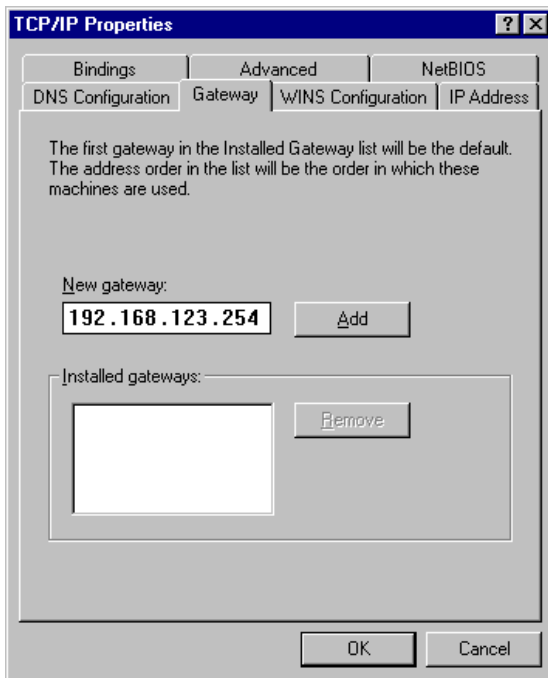 TCP/IP Properties
Bindings Advanced NetBIOS
DNS Configuration Gateway WINS Configuration IP Address
The first gateway in the Installed Gateway list will be the default.
The address order in the list will be the order in which these
machines are used.
New gateway:
192.168.123.254 Add
Installed gateways:
Remove
OK Cancel